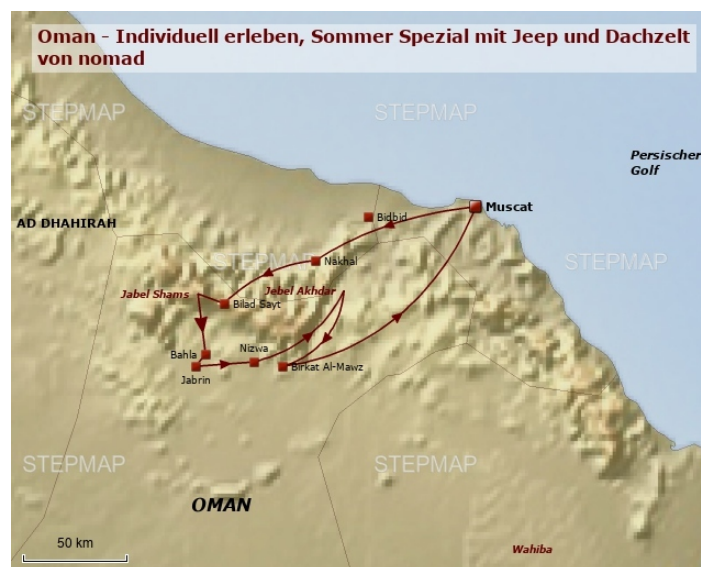 Oman - Individuell erleben, Sommer Spezial mit Jeep und Dachzelt
von nomad
STEPMAP STEPMAP
Persischer
Golf
Muscat
Bidbid
AD DHAHIRAH
STEPMAP STEPMAP
Nakhal
Jabel Shams
Jebel Akhdar
Bilad Sayt
Nizwa
Bahla
Birkat Al-Mawz
Jabrin
STEPMAP STEPMAP
OMAN
50 km
Wahiba